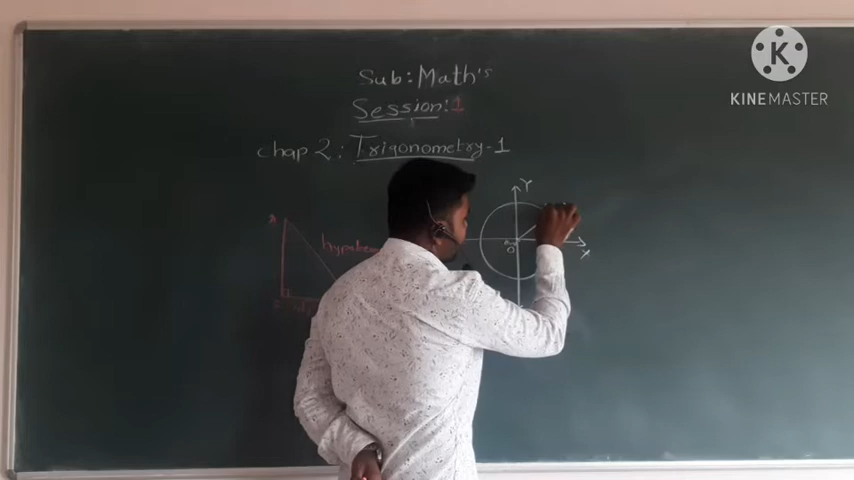 Sub: Math's
Session: 1
Chap 2: Trigonometry-1
Y
A
O
X
K
KINEMASTER